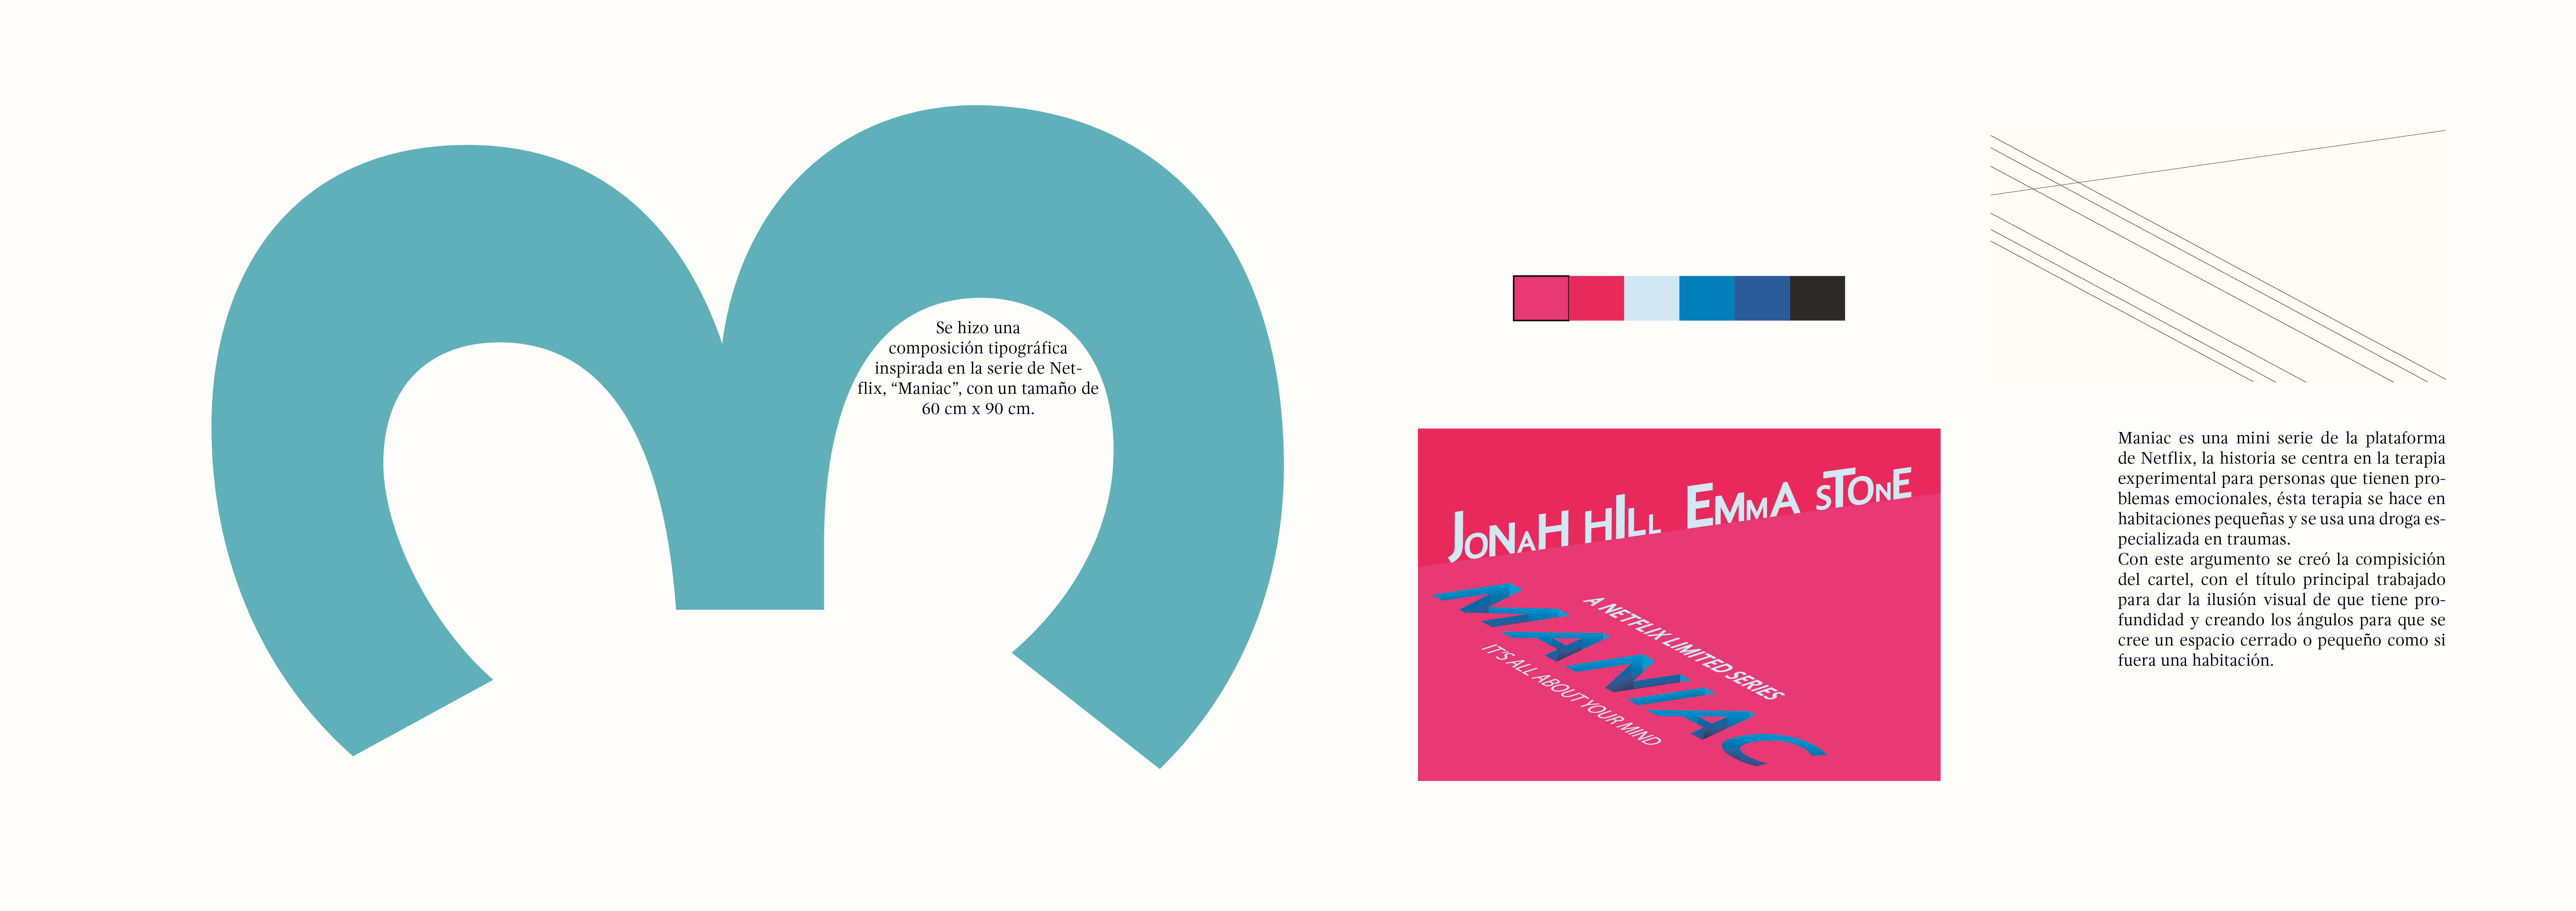 Se hizo una
composición tipográfica
inspirada en la serie de Net-
flix, “Maniac”, con un tamaño de
60 cm x 90 cm.
JONAH HILL EMMA STONE
A NETFLIX LIMITED SERIES
MANIAC
IT'S ALL ABOUT YOUR MIND
Maniac es una mini serie de la plataforma
de Netflix, la historia se centra en la terapia
experimental para personas que tienen pro-
blemas emocionales, ésta terapia se hace en
habitaciones pequeñas y se usa una droga es-
pecializada en traumas.
Con este argumento se creó la compisición
del cartel, con el título principal trabajado
para dar la ilusión visual de que tiene pro-
fundidad y creando los ángulos para que se
cree un espacio cerrado o pequeño como si
fuera una habitación.